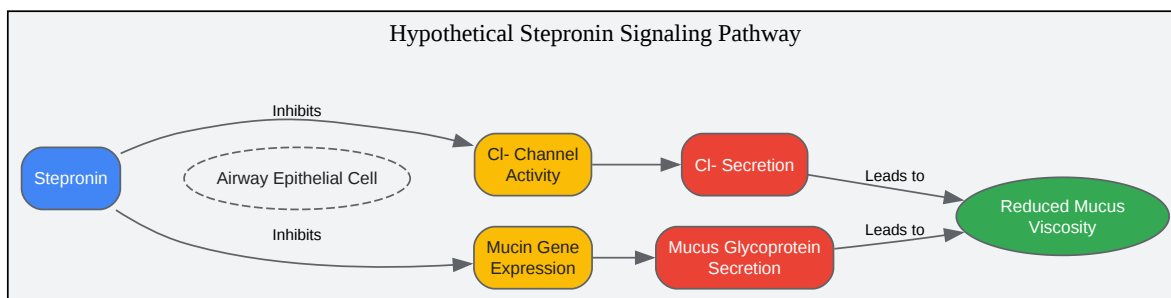 Hypothetical Stepronin Signaling Pathway
Inhibits
Stepronin
Airway Epithelial Cell
Cl- Channel
Activity
Cl- Secretion
Leads to
Reduced Mucus
Viscosity
Inhibits
Mucin Gene
Expression
Mucus Glycoprotein
Secretion
Leads to